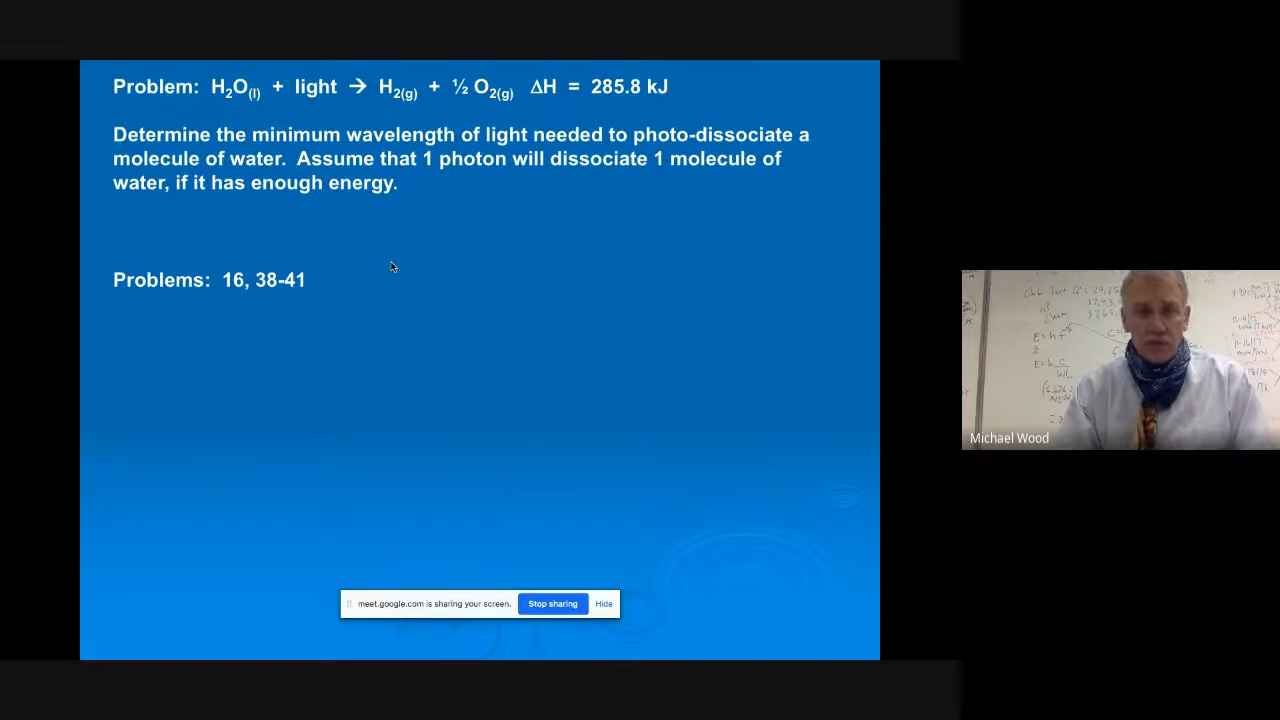 Problem: H₂O₍ₗ₎ + light → H₂₍g₎ + ½ O₂₍g₎ ΔH = 285.8 kJ
Determine the minimum wavelength of light needed to photo-dissociate a
molecule of water. Assume that 1 photon will dissociate 1 molecule of
water, if it has enough energy.
Problems: 16, 38-41
Michael Wood
meet.google.com is sharing your screen. Stop sharing Hide